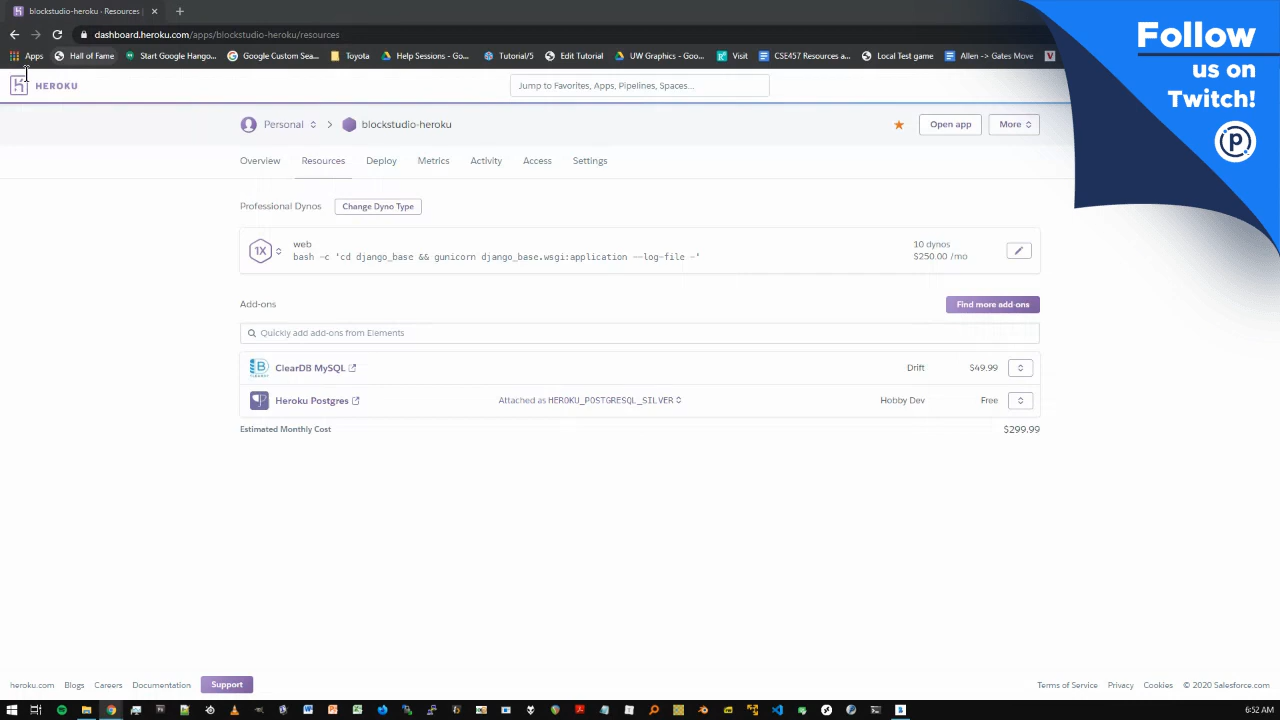 blockstudio-heroku - Resources |
dashboard.heroku.com/apps/blockstudio-heroku/resources
Apps
Hall of Fame
Start Google Hango...
Google Custom Sea...
Toyota
Help Sessions - Go...
Tutorial/5
Edit Tutorial
UW Graphics - Goo...
Visit
CSE457 Resources a...
Local Test game
Allen -> Gates Move
Follow
us on
Twitch!
HEROKU
Jump to Favorites, Apps, Pipelines, Spaces...
Personal
blockstudio-heroku
Open app
More
Overview
Resources
Deploy
Metrics
Activity
Access
Settings
Professional Dynos
Change Dyno Type
1X
web
bash -c 'cd django_base && gunicorn django_base.wsgi:application --log-file -'
10 dynos
$250.00 /mo
Add-ons
Find more add-ons
Quickly add add-ons from Elements
ClearDB MySQL
Drift
$49.99
Heroku Postgres
Attached as HEROKU_POSTGRESQL_SILVER
Hobby Dev
Free
Estimated Monthly Cost
$299.99
heroku.com
Blogs
Careers
Documentation
Support
Terms of Service
Privacy
Cookies
© 2020 Salesforce.com
6:52 AM